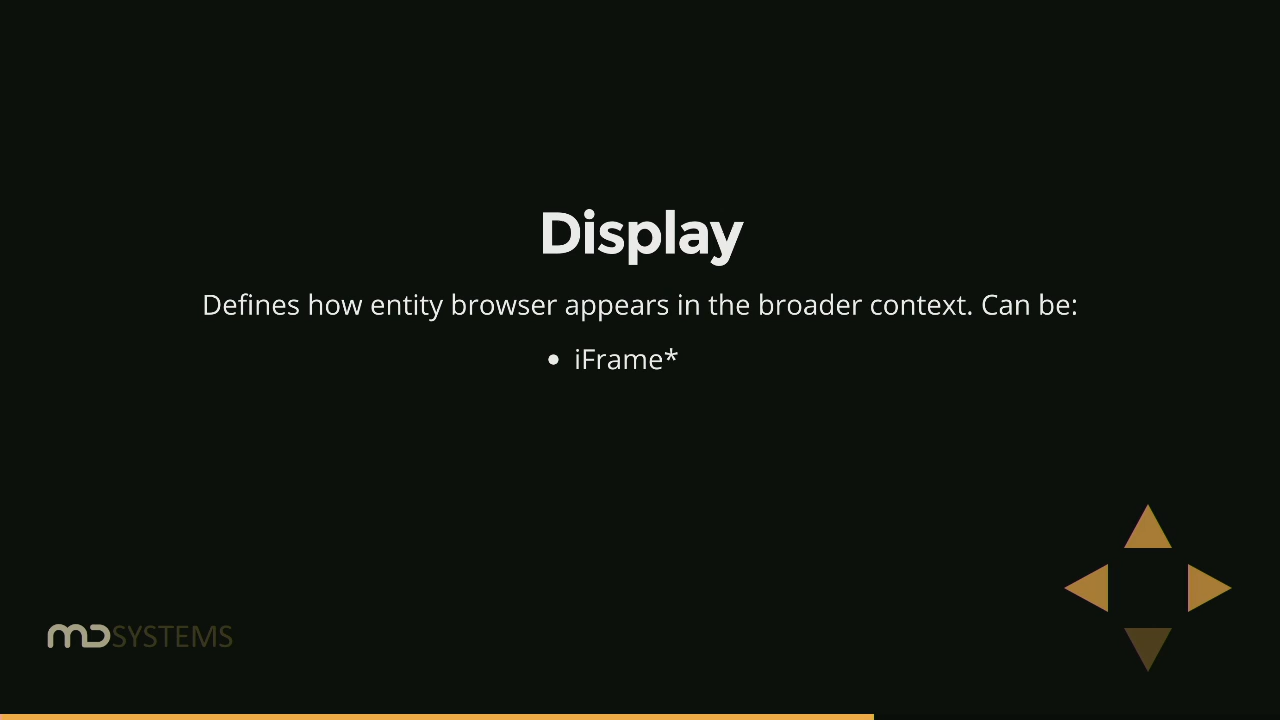 Display
Defines how entity browser appears in the broader context. Can be:
• iFrame*
MD SYSTEMS